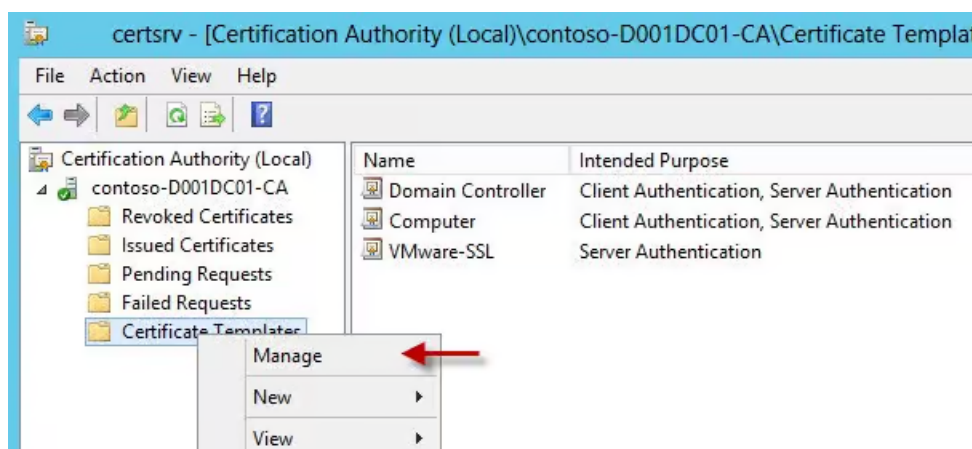 certsrv - [Certification Authority (Local)\contoso-D001DC01-CA\Certificate Templat
File Action View Help
Certification Authority (Local)
contoso-D001DC01-CA
Revoked Certificates
Issued Certificates
Pending Requests
Failed Requests
Certificate Templates
Name Intended Purpose
Domain Controller Client Authentication, Server Authentication
Computer Client Authentication, Server Authentication
VMware-SSL Server Authentication
Manage
New
View